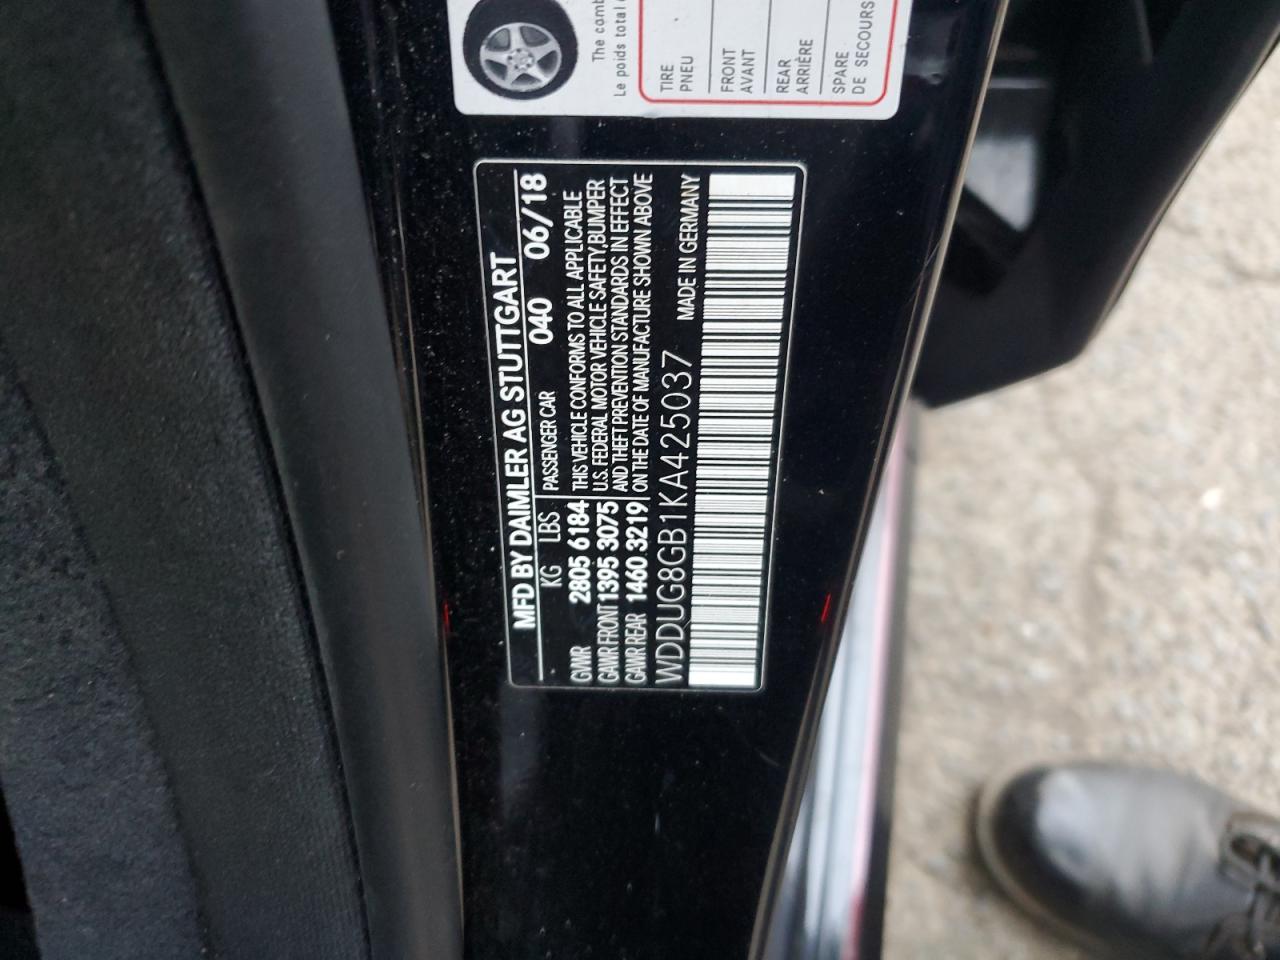 The comb
Le poids total
TIRE
PNEU
FRONT
AVANT
REAR
ARRIÈRE
SPARE
DE SECOURS
MFD BY DAIMLER AG STUTTGART
KG LBS PASSENGER CAR 040 06/18
GVWR 2805 6184
GAWR FRONT 1395 3075
GAWR REAR 1460 3219
THIS VEHICLE CONFORMS TO ALL APPLICABLE
U.S. FEDERAL MOTOR VEHICLE SAFETY,BUMPER
AND THEFT PREVENTION STANDARDS IN EFFECT
ON THE DATE OF MANUFACTURE SHOWN ABOVE
WDDUG8GB1KA425037 MADE IN GERMANY